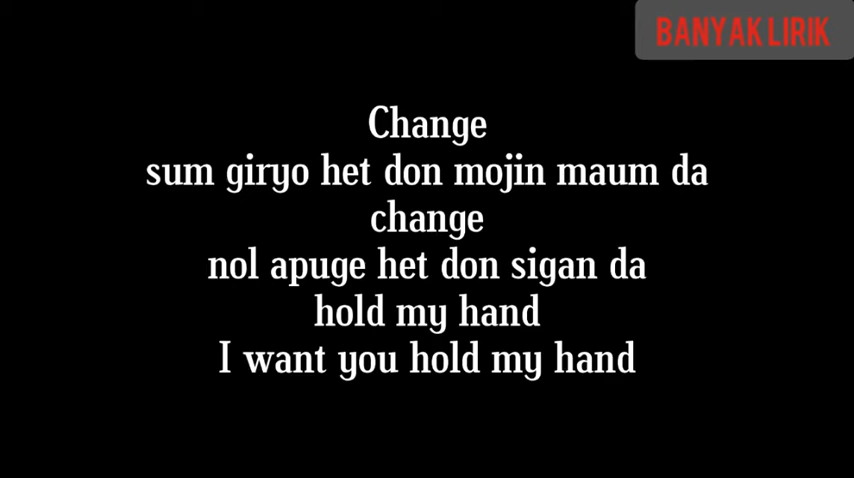 BANYAK LIRIK
Change
sum giryo het don mojin maum da
change
nol apuge het don sigan da
hold my hand
I want you hold my hand